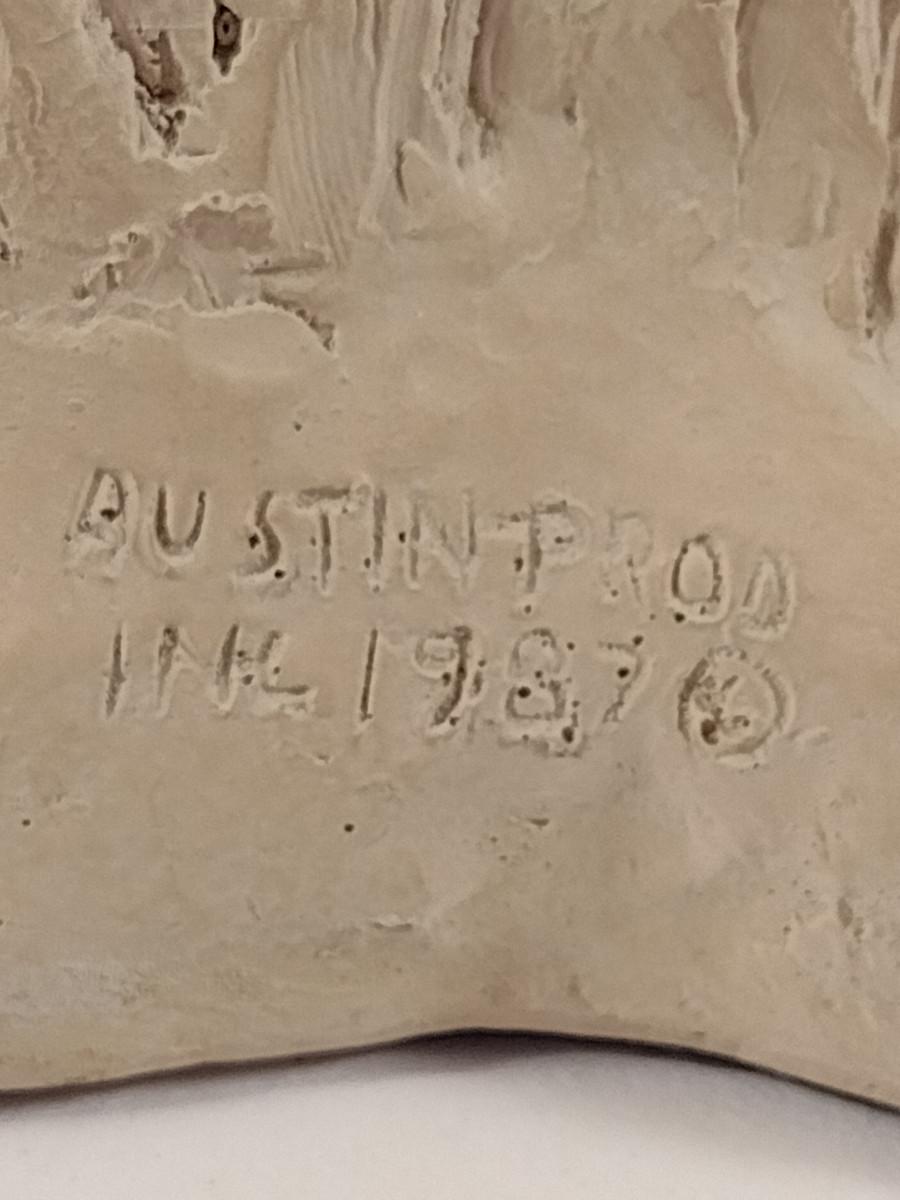 AUSTIN PROD
INC 1987 ©